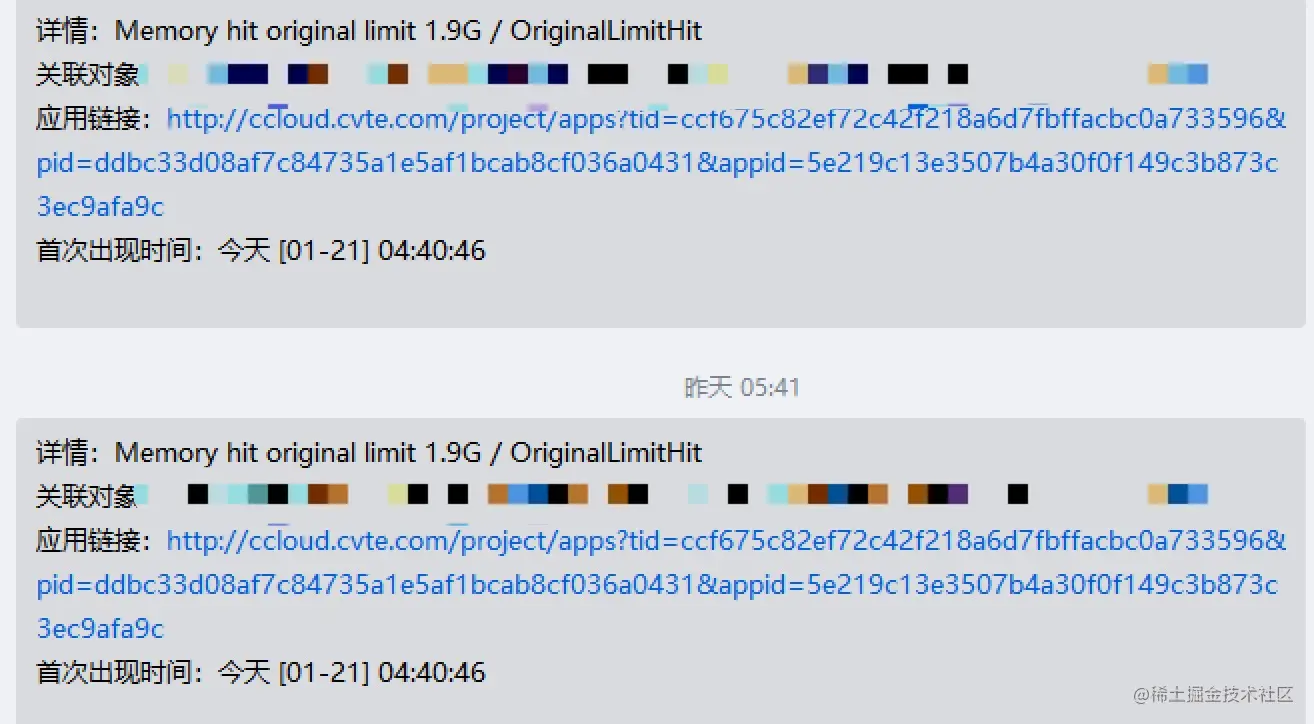 详情：Memory hit original limit 1.9G / OriginalLimitHit
关联对象
应用链接：http://ccloud.cvte.com/project/apps?tid=ccf675c82ef72c42f218a6d7fbffacbc0a733596&
pid=ddbc33d08af7c84735a1e5af1bcab8cf036a0431&appid=5e219c13e3507b4a30f0f149c3b873c
3ec9afa9c
首次出现时间：今天 [01-21] 04:40:46
昨天 05:41
详情：Memory hit original limit 1.9G / OriginalLimitHit
关联对象
应用链接：http://ccloud.cvte.com/project/apps?tid=ccf675c82ef72c42f218a6d7fbffacbc0a733596&
pid=ddbc33d08af7c84735a1e5af1bcab8cf036a0431&appid=5e219c13e3507b4a30f0f149c3b873c
3ec9afa9c
首次出现时间：今天 [01-21] 04:40:46
@稀土掘金技术社区